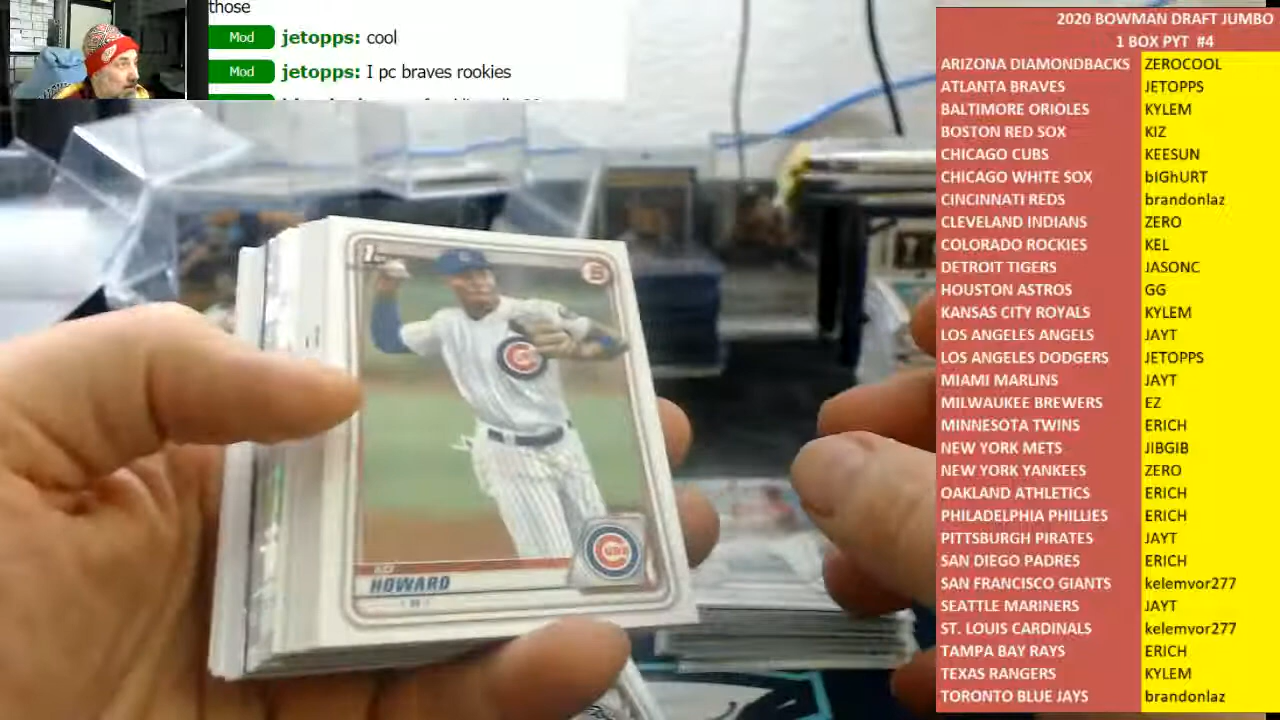 those
Mod jetopps: cool
Mod jetopps: I pc braves rookies
2020 BOWMAN DRAFT JUMBO
1 BOX PYT #4
ARIZONA DIAMONDBACKS ZEROCOOL
ATLANTA BRAVES JETOPPS
BALTIMORE ORIOLES KYLEM
BOSTON RED SOX KIZ
CHICAGO CUBS KEESUN
CHICAGO WHITE SOX bIGhURT
CINCINNATI REDS brandonlaz
CLEVELAND INDIANS ZERO
COLORADO ROCKIES KEL
DETROIT TIGERS JASONC
HOUSTON ASTROS GG
KANSAS CITY ROYALS KYLEM
LOS ANGELES ANGELS JAYT
LOS ANGELES DODGERS JETOPPS
MIAMI MARLINS JAYT
MILWAUKEE BREWERS EZ
MINNESOTA TWINS ERICH
NEW YORK METS JIBGIB
NEW YORK YANKEES ZERO
OAKLAND ATHLETICS ERICH
PHILADELPHIA PHILLIES ERICH
PITTSBURGH PIRATES JAYT
SAN DIEGO PADRES ERICH
SAN FRANCISCO GIANTS kelemvor277
SEATTLE MARINERS JAYT
ST. LOUIS CARDINALS kelemvor277
TAMPA BAY RAYS ERICH
TEXAS RANGERS KYLEM
TORONTO BLUE JAYS brandonlaz
1st
HOWARD
CUBS